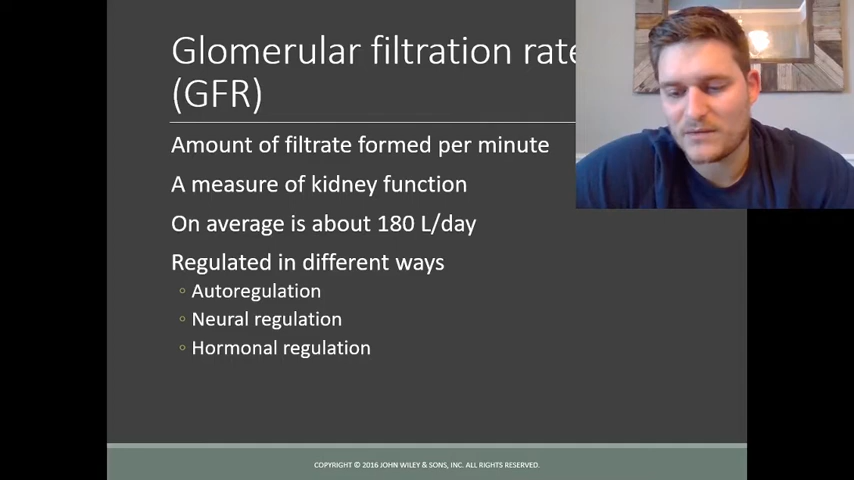 Glomerular filtration rate
(GFR)
Amount of filtrate formed per minute
A measure of kidney function
On average is about 180 L/day
Regulated in different ways
◦ Autoregulation
◦ Neural regulation
◦ Hormonal regulation
COPYRIGHT © 2016 JOHN WILEY & SONS, INC. ALL RIGHTS RESERVED.